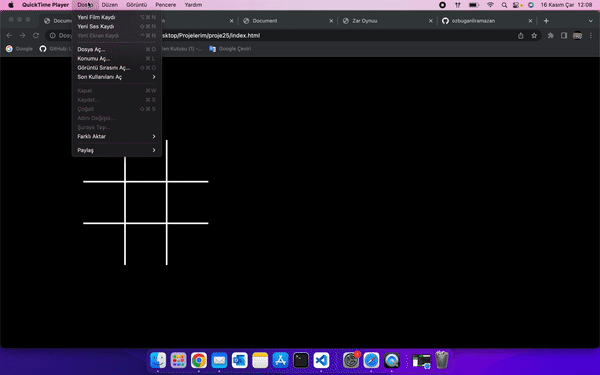 QuickTime Player Dosya Düzen Görüntü Pencere Yardım 16 Kasım Çar 12:08
Document Document Zar Oyunu ozbuganliramazan
Yeni Film Kaydı ⌥⌘N
Yeni Ses Kaydı
Yeni Ekran Kaydı
Projelerim/proje25/index.html
Google GitHub: Google Çeviri
Dosya Aç...
Konumu Aç... ⌘L
Görüntü Sırasını Aç...
Son Kullanılanı Aç
Kapat ⌘W
Kaydet... ⌘S
Çoğalt
Adını Değiştir...
Şuraya Taşı...
Farklı Aktar
Paylaş